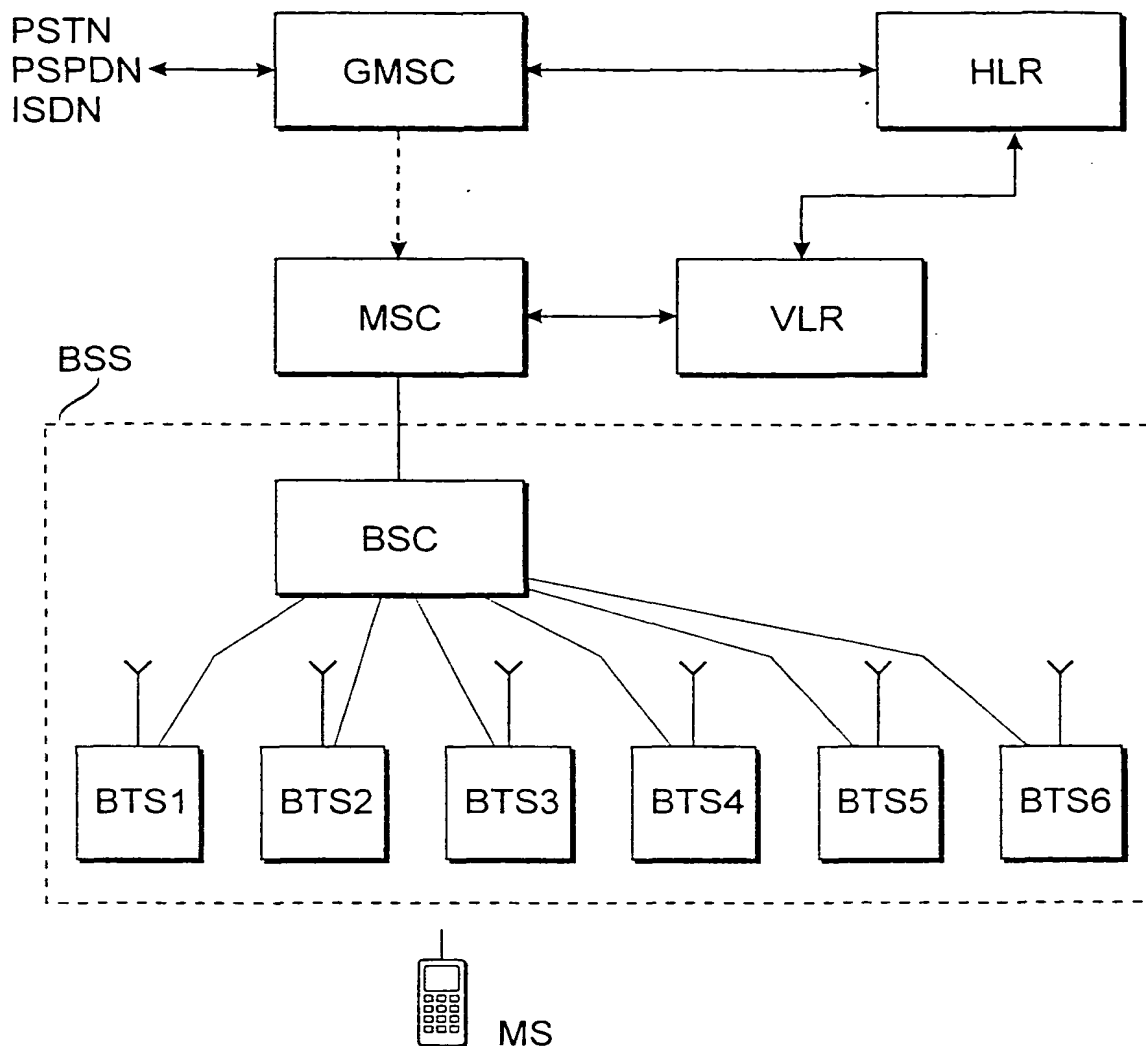 PSTN
PSPDN
ISDN
GMSC
HLR
MSC
VLR
BSS
BSC
BTS1
BTS2
BTS3
BTS4
BTS5
BTS6
MS